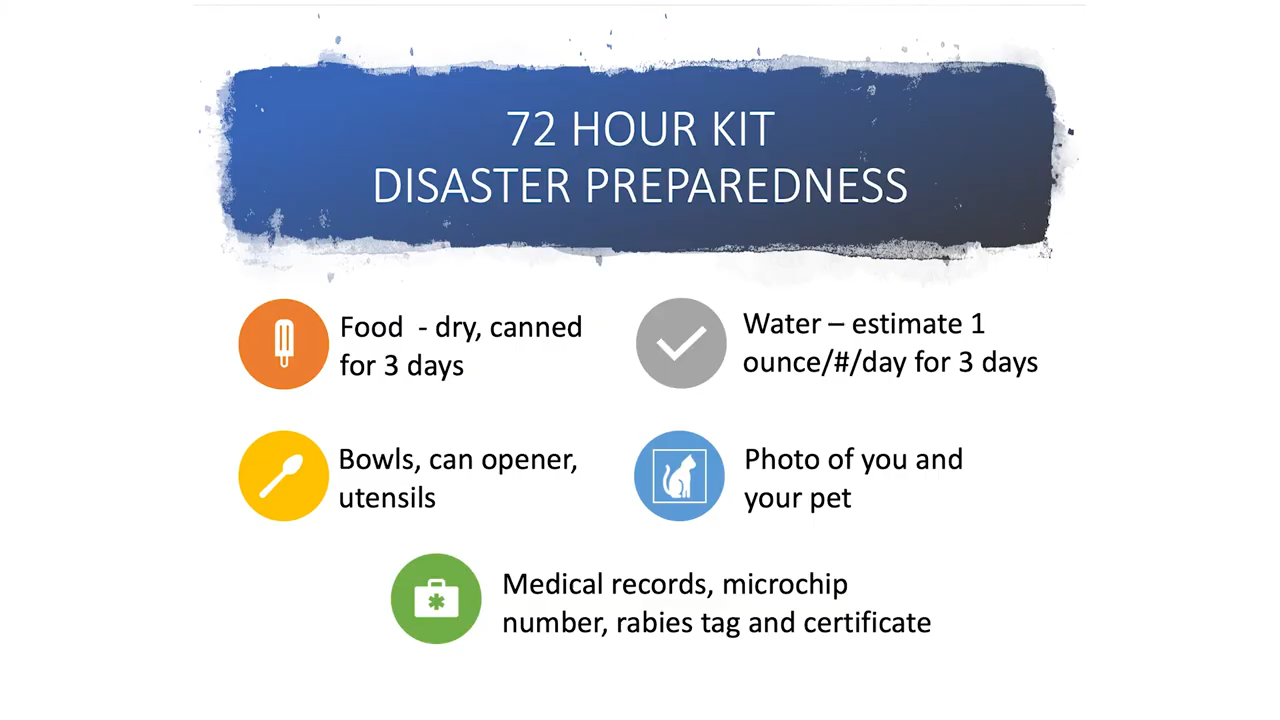 72 HOUR KIT
DISASTER PREPAREDNESS
Food - dry, canned
for 3 days
Water – estimate 1
ounce/#/day for 3 days
Bowls, can opener,
utensils
Photo of you and
your pet
Medical records, microchip
number, rabies tag and certificate